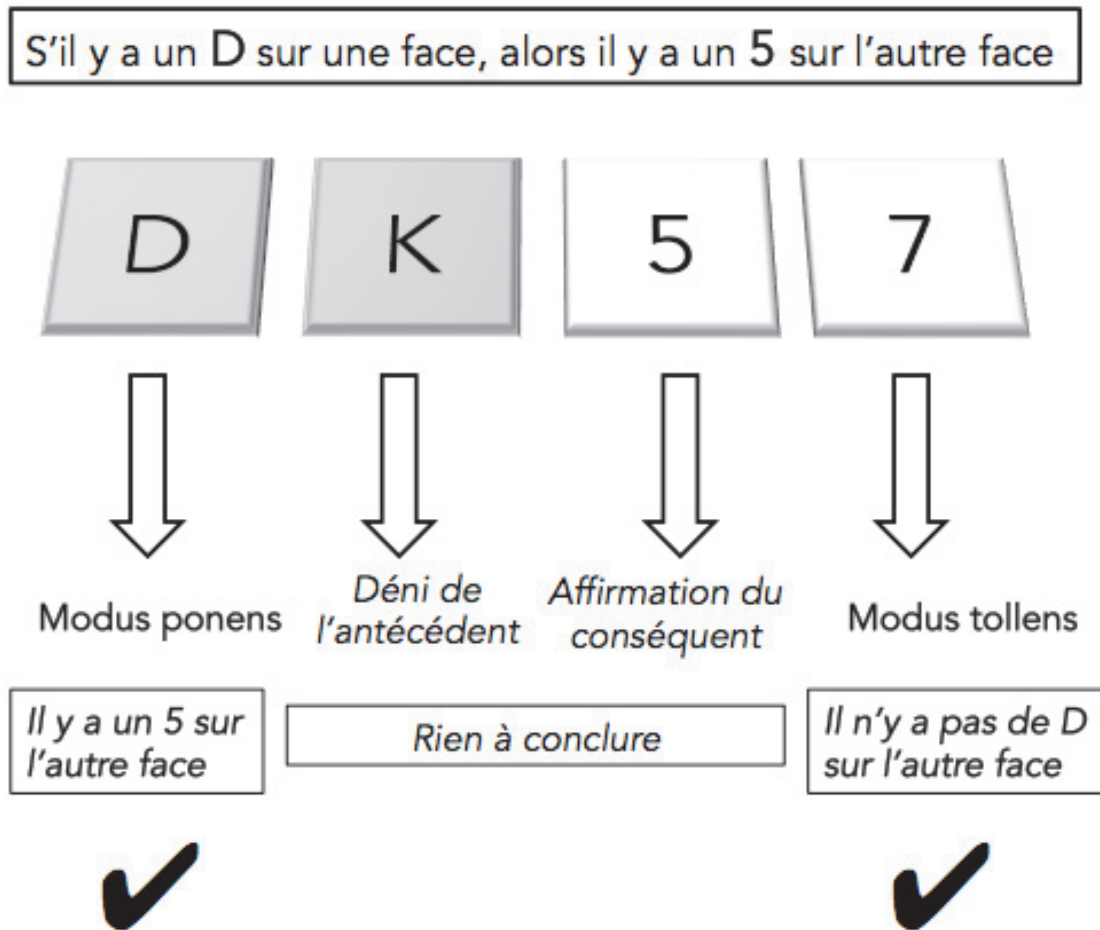 S'il y a un D sur une face, alors il y a un 5 sur l'autre face
D K 5 7
Modus ponens
Déni de
l'antécédent
Affirmation du
conséquent
Modus tollens
Il y a un 5 sur
l'autre face
Rien à conclure
Il n'y a pas de D
sur l'autre face